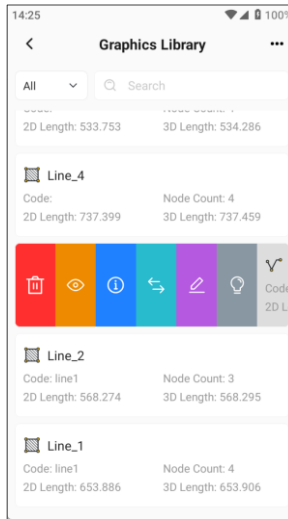 14:25 100%
Graphics Library
All Search
2D Length: 533.753 3D Length: 534.286
Line_4
Code: Node Count: 4
2D Length: 737.399 3D Length: 737.459
Code
2D L
Line_2
Code: line1 Node Count: 3
2D Length: 568.274 3D Length: 568.295
Line_1
Code: line1 Node Count: 4
2D Length: 653.886 3D Length: 653.906